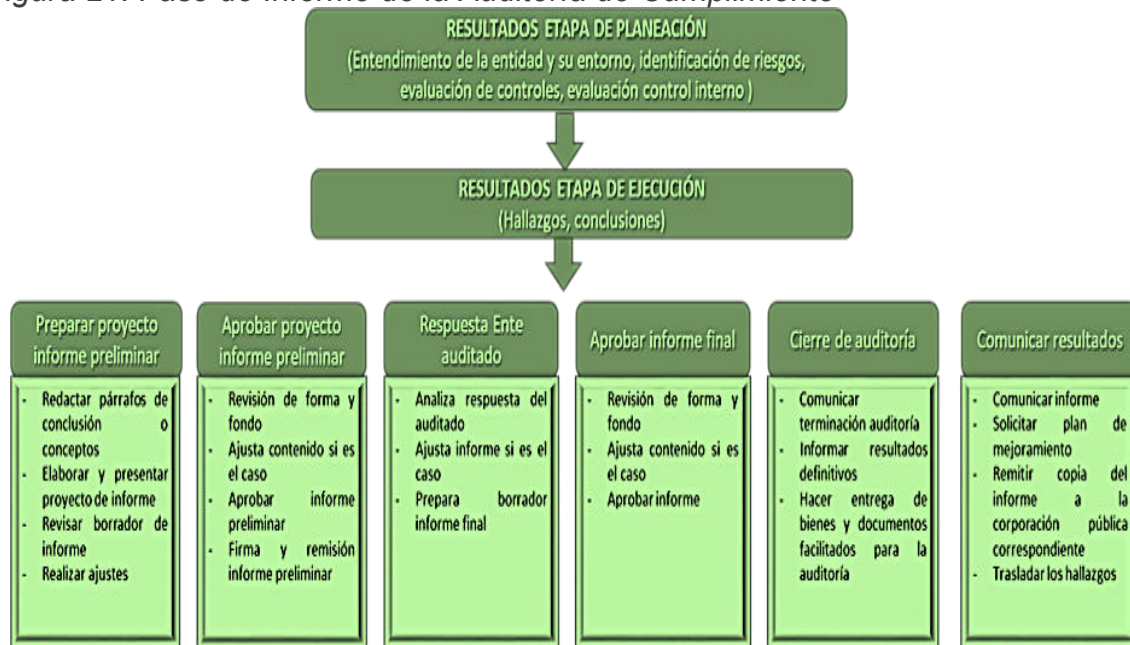 RESULTADOS ETAPA DE PLANEACIÓN
(Entendimiento de la entidad y su entorno, identificación de riesgos,
evaluación de controles, evaluación control interno )
RESULTADOS ETAPA DE EJECUCIÓN
(Hallazgos, conclusiones)
Preparar proyecto
informe preliminar
- Redactar párrafos de
conclusión o
conceptos
- Elaborar y presentar
proyecto de informe
- Revisar borrador de
informe
- Realizar ajustes
Aprobar proyecto
informe preliminar
- Revisión de forma y
fondo
- Ajusta contenido si es
el caso
- Aprobar informe
preliminar
- Firma y remisión
informe preliminar
Respuesta Ente
auditado
- Analiza respuesta del
auditado
- Ajusta informe si es el
caso
- Prepara borrador
informe final
Aprobar informe final
- Revisión de forma y
fondo
- Ajusta contenido si es
el caso
- Aprobar informe
Cierre de auditoría
- Comunicar
terminación auditoría
- Informar resultados
definitivos
- Hacer entrega de
bienes y documentos
facilitados para la
auditoría
Comunicar resultados
- Comunicar informe
- Solicitar plan de
mejoramiento
- Remitir copia del
informe a la
corporación pública
correspondiente
- Trasladar los hallazgos